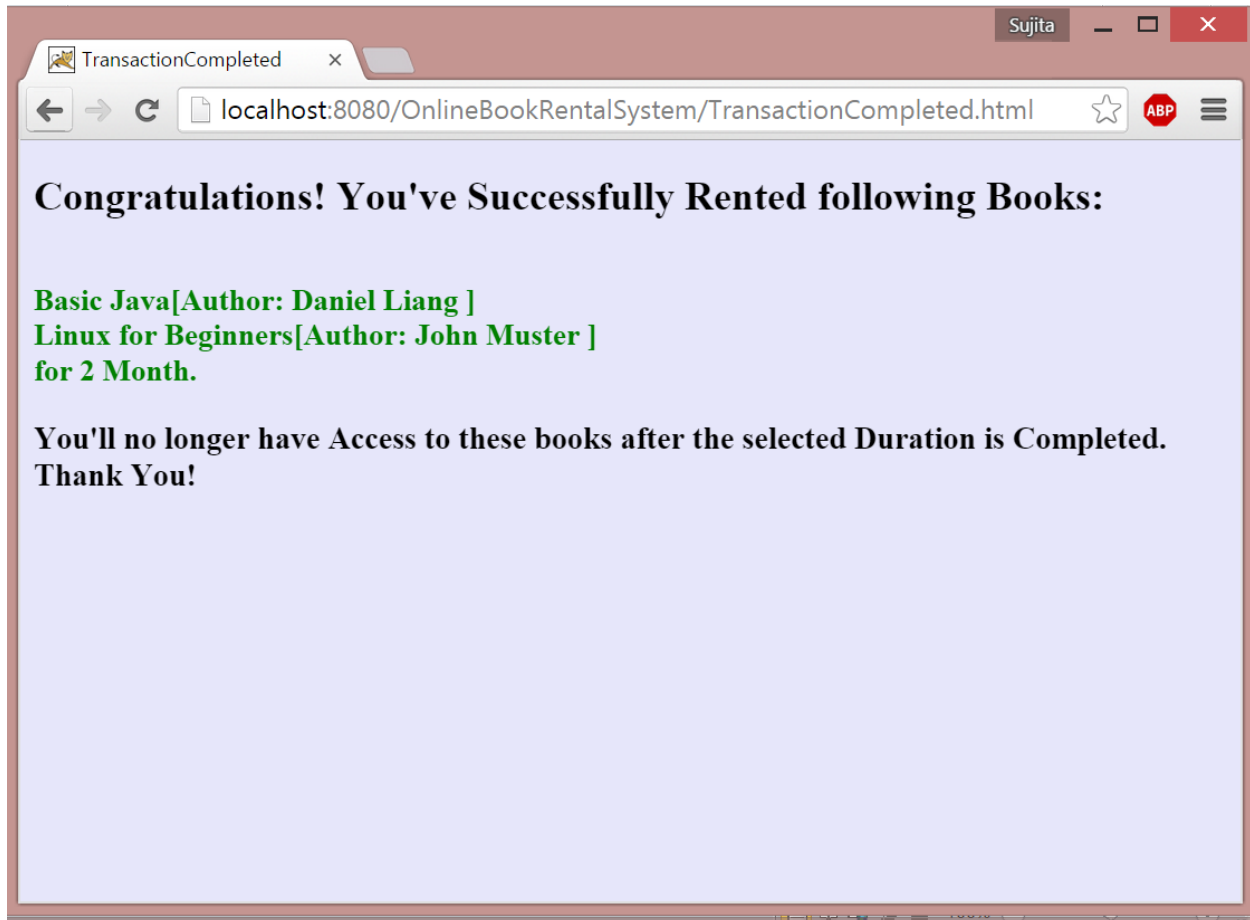 Sujita
TransactionCompleted
localhost:8080/OnlineBookRentalSystem/TransactionCompleted.html
ABP
Congratulations! You've Successfully Rented following Books:
Basic Java[Author: Daniel Liang ]
Linux for Beginners[Author: John Muster ]
for 2 Month.
You'll no longer have Access to these books after the selected Duration is Completed.
Thank You!